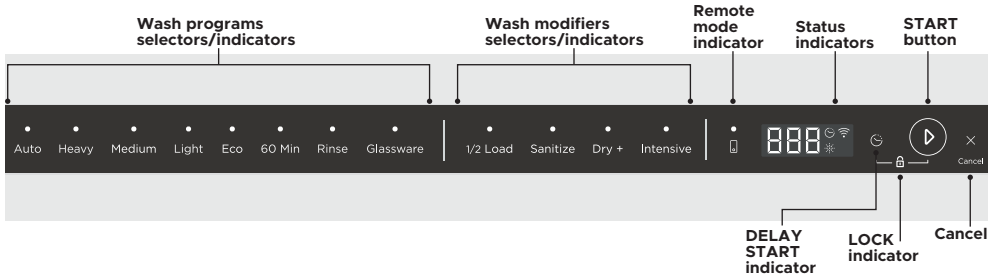 Wash programs
selectors/indicators
Wash modifiers
selectors/indicators
Remote
mode
indicator
Status
indicators
START
button
Auto
Heavy
Medium
Light
Eco
60 Min
Rinse
Glassware
1/2 Load
Sanitize
Dry +
Intensive
888
Cancel
DELAY
START
indicator
LOCK
indicator
Cancel